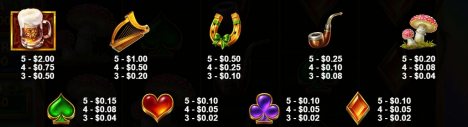 5 - $2.00
4 - $0.75
3 - $0.50
5 - $1.00
4 - $0.50
3 - $0.20
5 - $0.50
4 - $0.25
3 - $0.10
5 - $0.25
4 - $0.10
3 - $0.08
5 - $0.20
4 - $0.08
3 - $0.04
5 - $0.15
4 - $0.08
3 - $0.04
5 - $0.10
4 - $0.05
3 - $0.02
5 - $0.10
4 - $0.05
3 - $0.02
5 - $0.10
4 - $0.05
3 - $0.02